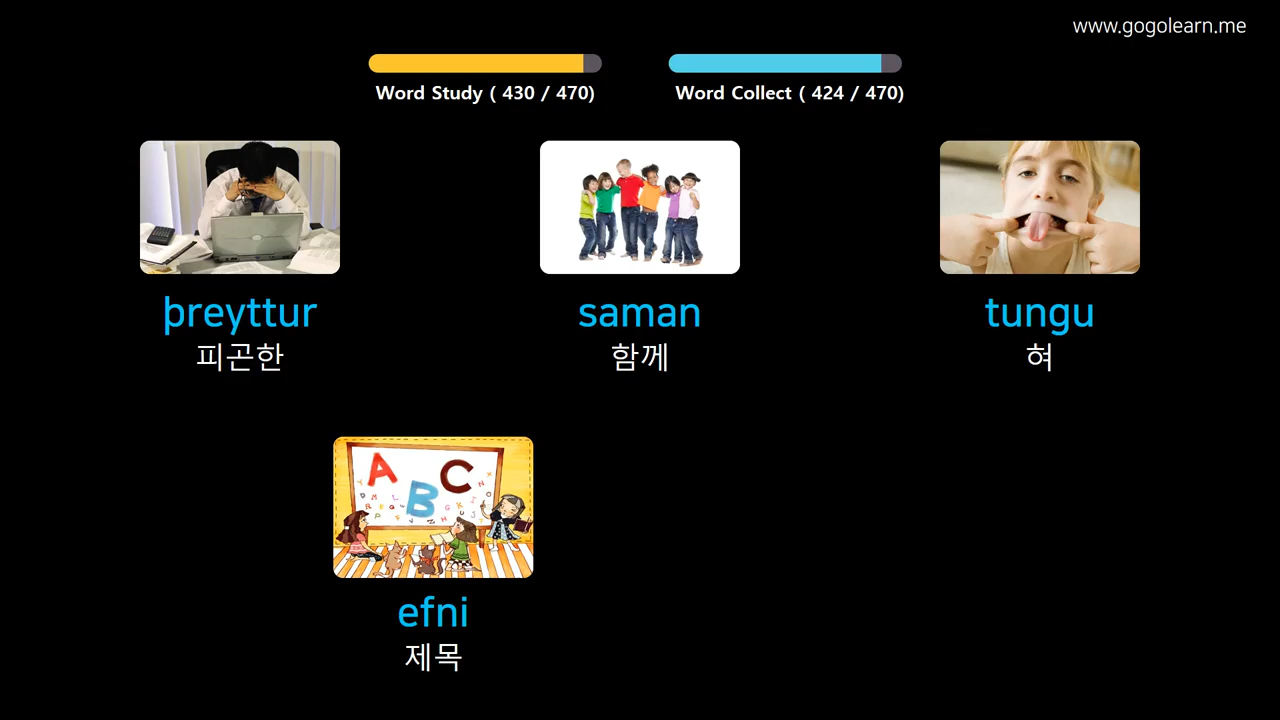 www.gogolearn.me
Word Study ( 430 / 470)
Word Collect ( 424 / 470)
þreyttur
피곤한
saman
함께
tungu
혀
A B C
efni
제목